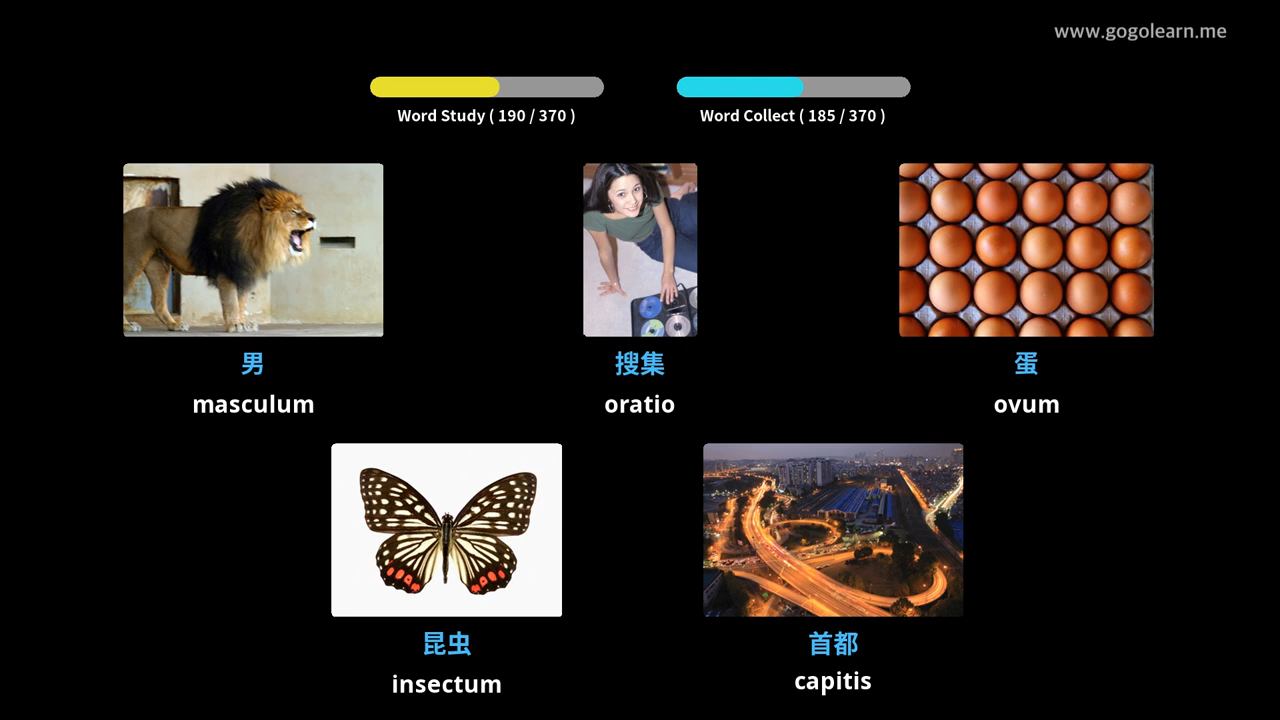 www.gogolearn.me
Word Study ( 190 / 370 )
Word Collect ( 185 / 370 )
男
搜集
蛋
masculum
oratio
ovum
昆虫
首都
insectum
capitis